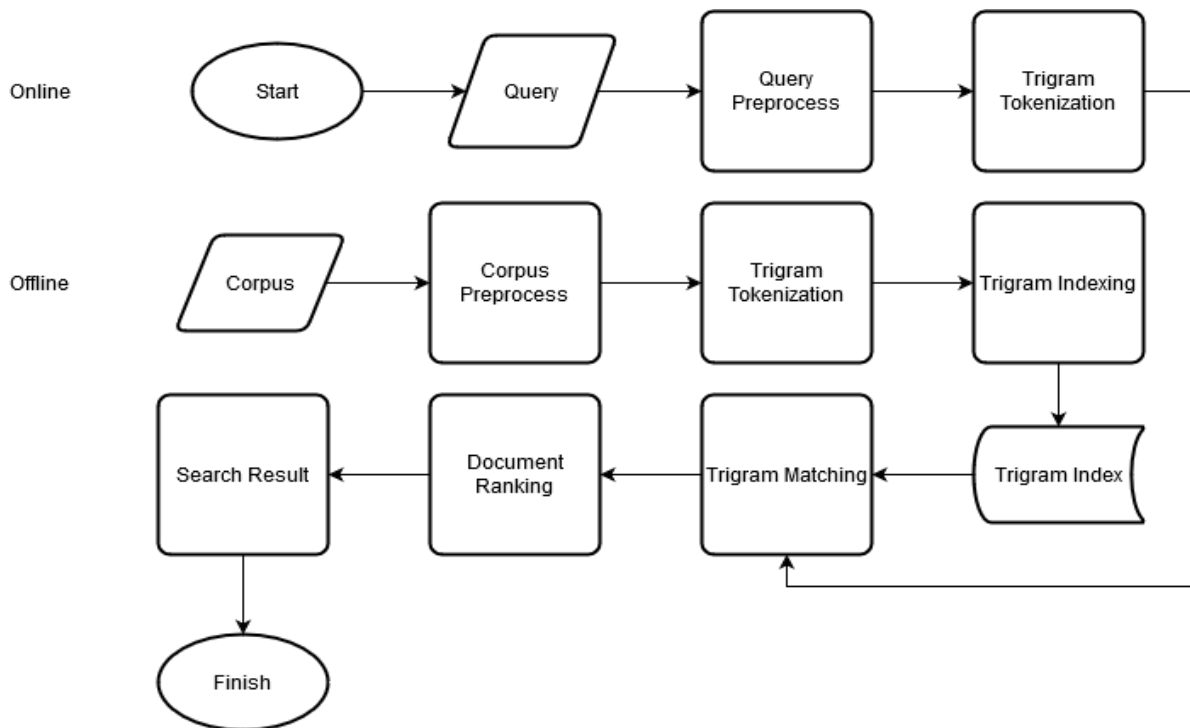 Online
Start
Query
Query
Preprocess
Trigram
Tokenization
Offline
Corpus
Corpus
Preprocess
Trigram
Tokenization
Trigram Indexing
Search Result
Document
Ranking
Trigram Matching
Trigram Index
Finish